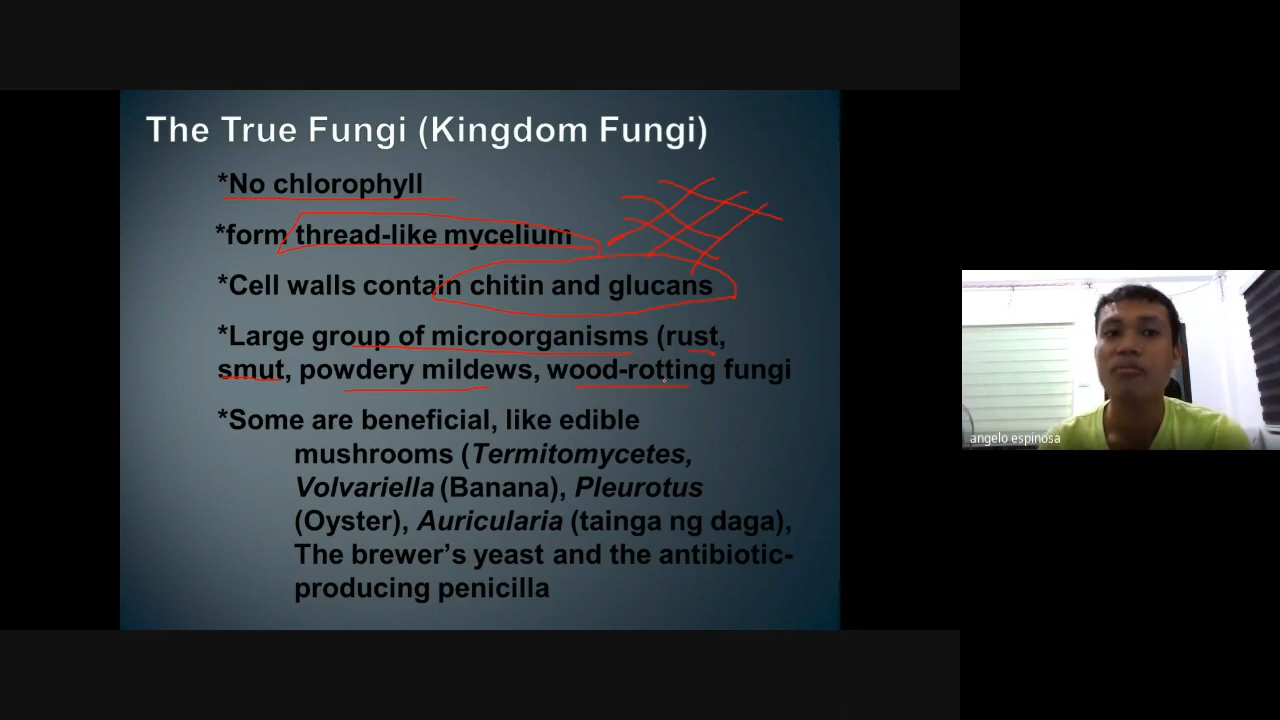 The True Fungi (Kingdom Fungi)
*No chlorophyll
*form thread-like mycelium
*Cell walls contain chitin and glucans
*Large group of microorganisms (rust,
smut, powdery mildews, wood-rotting fungi
*Some are beneficial, like edible
mushrooms (Termitomycetes,
Volvariella (Banana), Pleurotus
(Oyster), Auricularia (tainga ng daga),
The brewer's yeast and the antibiotic-
producing penicilla
angelo espinosa